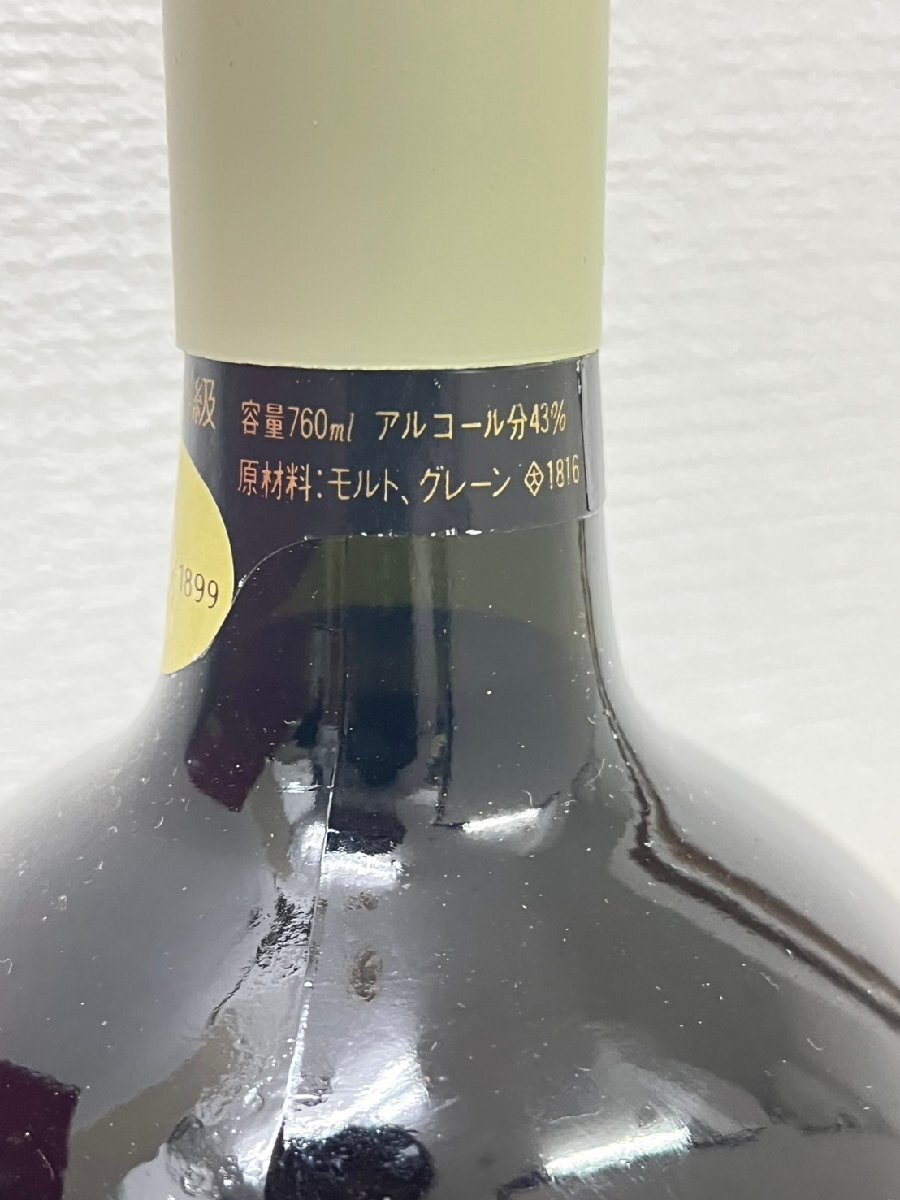 級
容量760ml アルコール分43%
原材料:モルト、グレーン 1816
1899